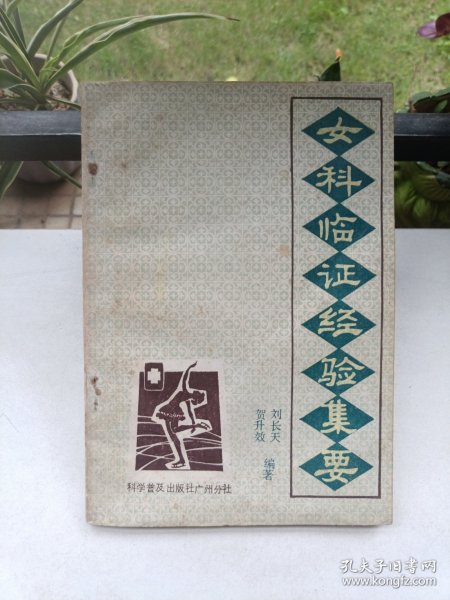 女科临证经验集要
刘长天
贺升效
编著
科学普及出版社广州分社
孔夫子旧书网
www.kongfz.com